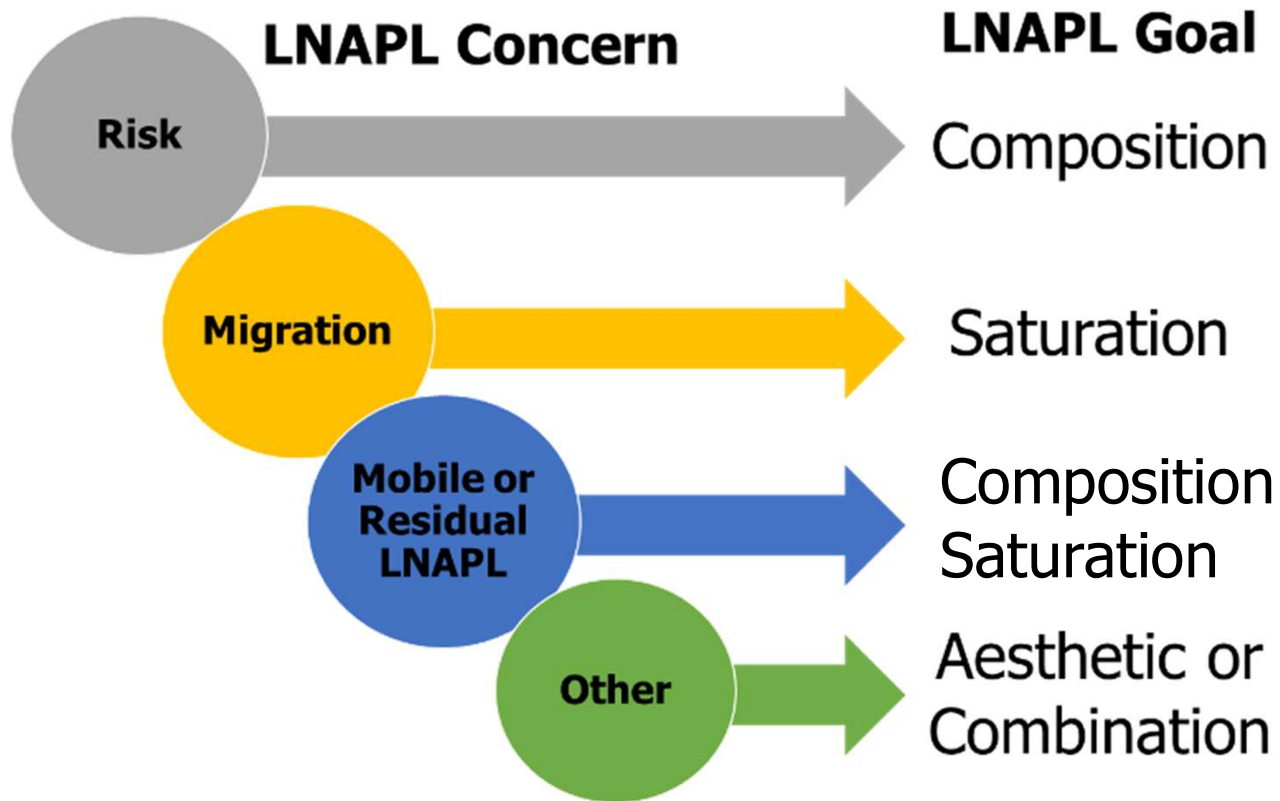 LNAPL Concern
LNAPL Goal
Risk
Composition
Migration
Saturation
Mobile or
Residual
LNAPL
Composition
Saturation
Other
Aesthetic or
Combination